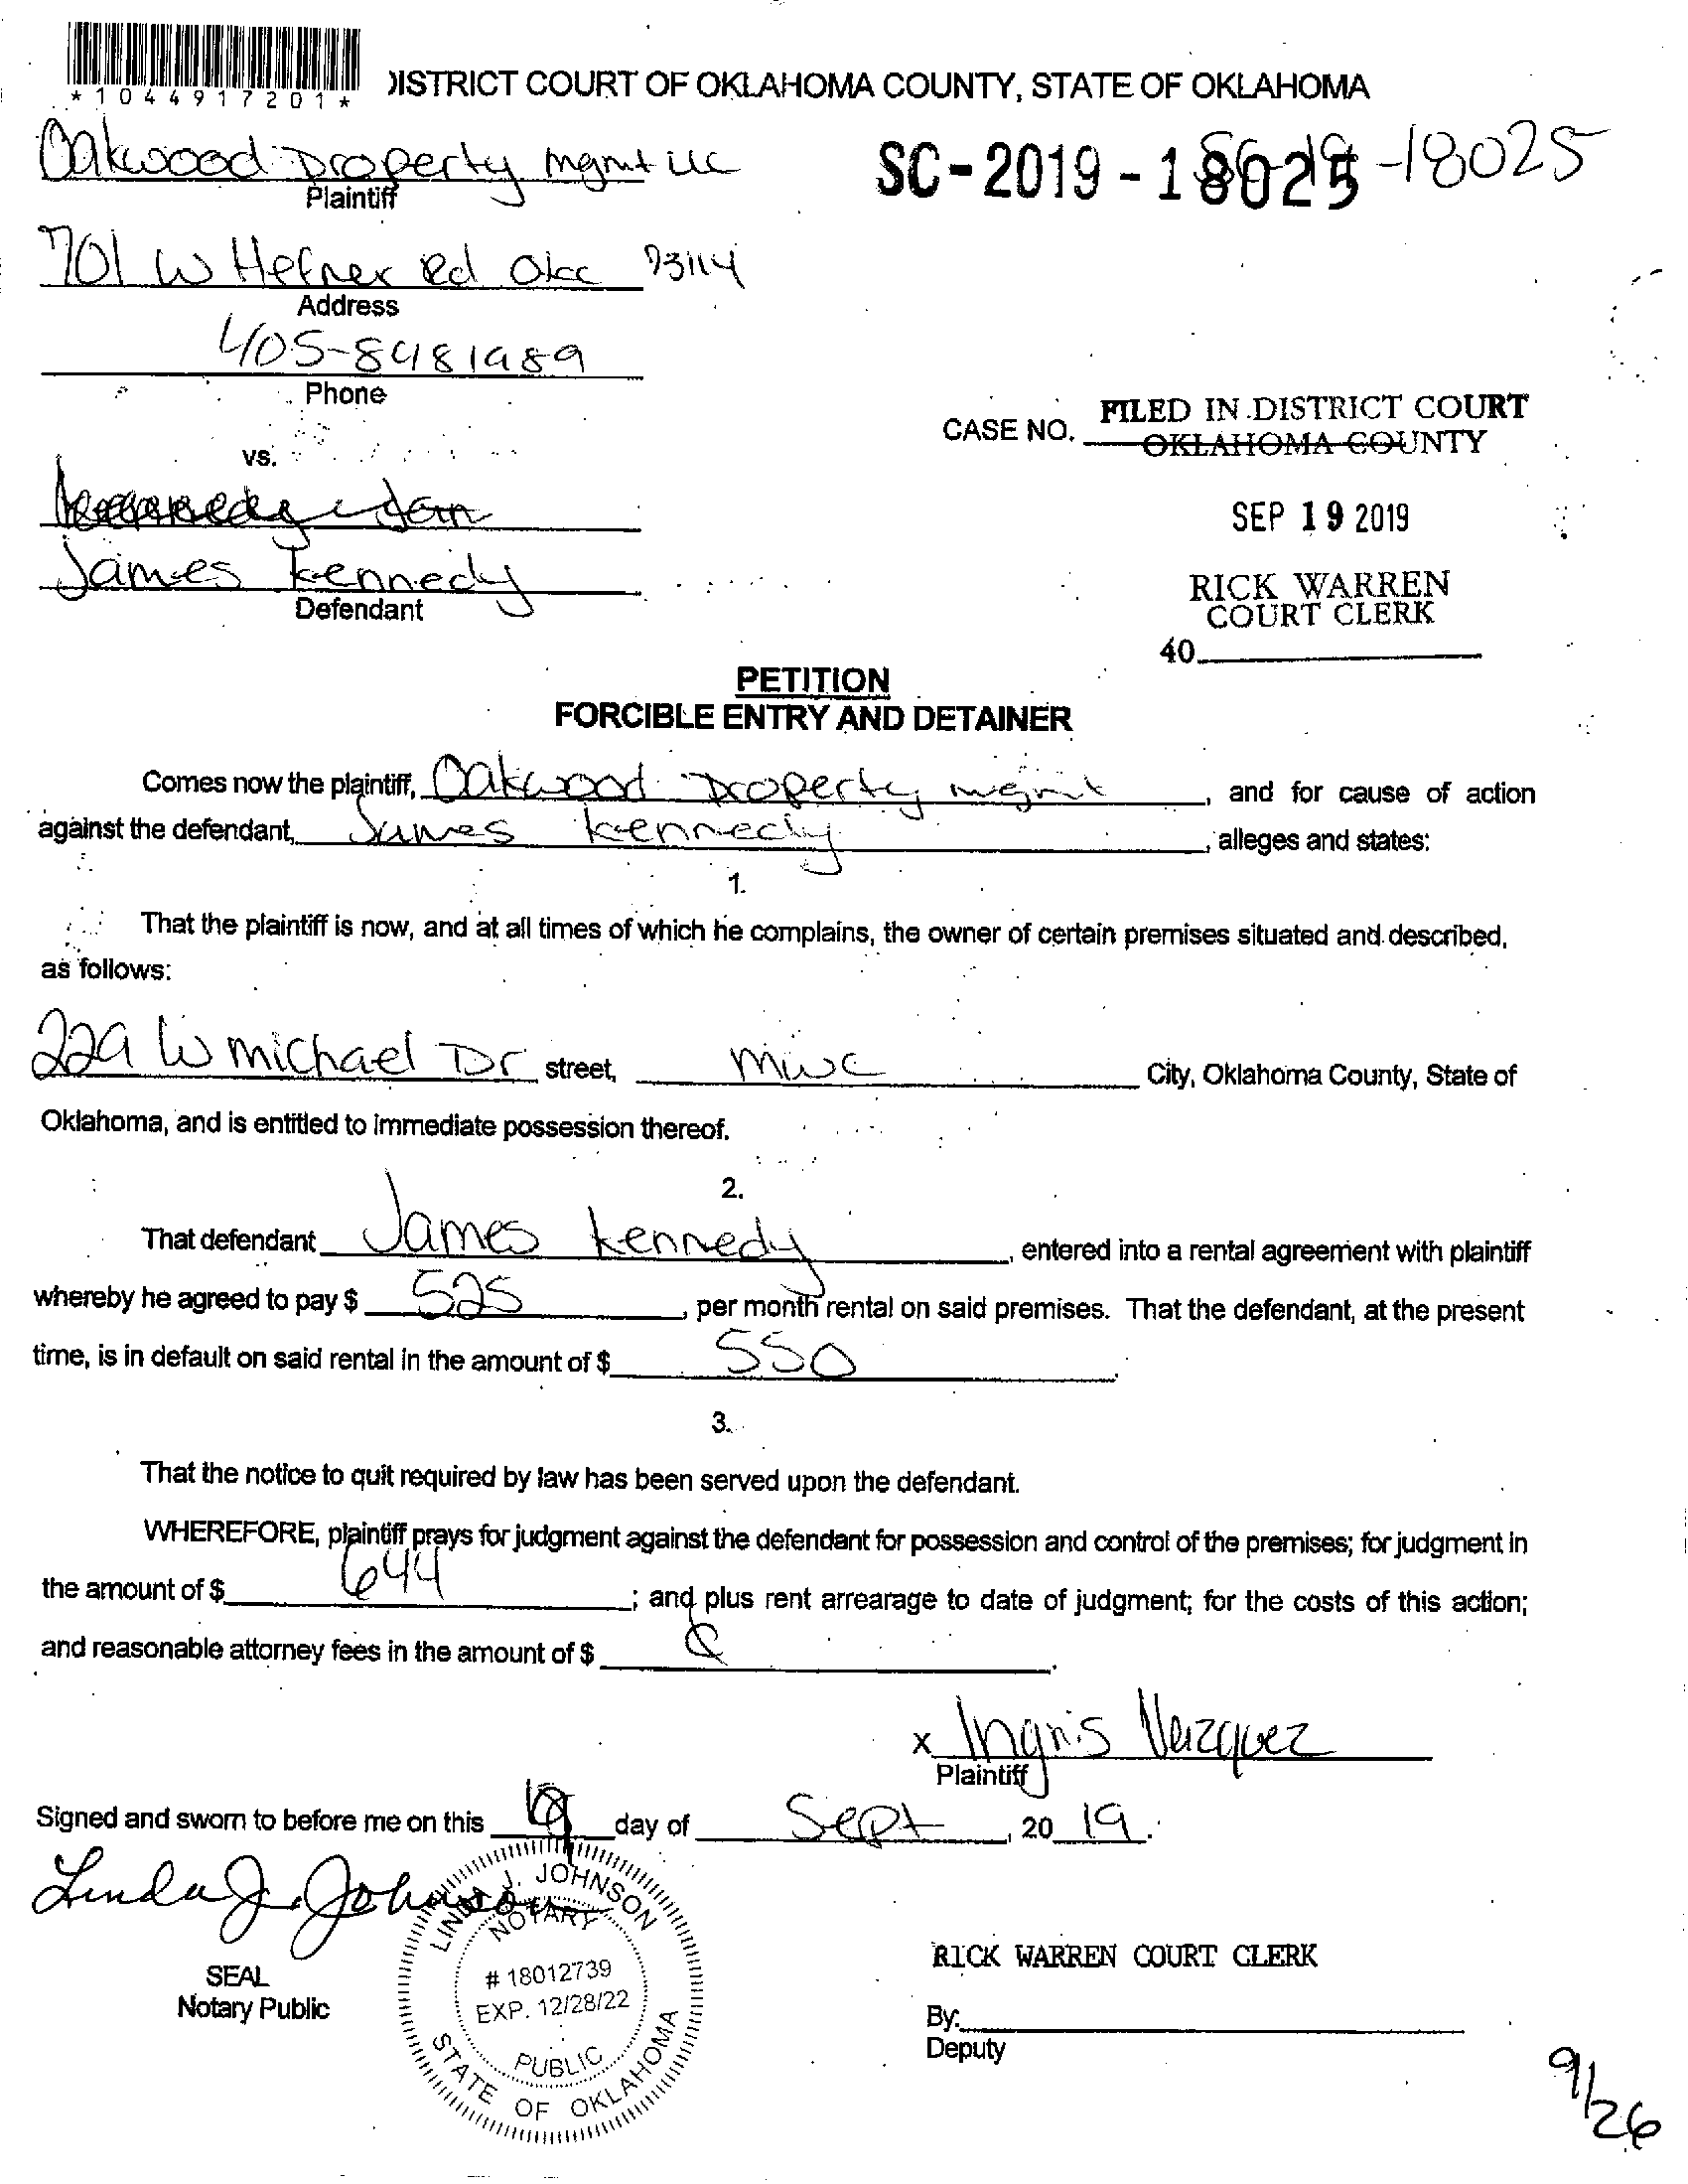 *1044917201*
DISTRICT COURT OF OKLAHOMA COUNTY, STATE OF OKLAHOMA
Oakwood Property mgmt llc
Plaintiff
SC-2019-18025
-18025
701 W Hefner Rd Okc 73114
Address
405-8481989
Phone
vs.
CASE NO.
FILED IN DISTRICT COURT
OKLAHOMA COUNTY
SEP 19 2019
James Kennedy
Defendant
RICK WARREN
COURT CLERK
40
PETITION
FORCIBLE ENTRY AND DETAINER
Comes now the plaintiff, Oakwood Property mgmt, and for cause of action
against the defendant, James Kennedy, alleges and states:
1.
That the plaintiff is now, and at all times of which he complains, the owner of certain premises situated and described,
as follows:
229 W michael Dr street, mwc City, Oklahoma County, State of
Oklahoma, and is entitled to immediate possession thereof.
2.
That defendant James Kennedy, entered into a rental agreement with plaintiff
whereby he agreed to pay $ 525, per month rental on said premises. That the defendant, at the present
time, is in default on said rental in the amount of $ 550.
3.
That the notice to quit required by law has been served upon the defendant.
WHEREFORE, plaintiff prays for judgment against the defendant for possession and control of the premises; for judgment in
the amount of $ 644; and plus rent arrearage to date of judgment; for the costs of this action;
and reasonable attorney fees in the amount of $
x Ingris Vazquez
Plaintiff
Signed and sworn to before me on this 19 day of Sept, 20 19.
Linda J. Johnson
SEAL
Notary Public
LINDA J. JOHNSON
NOTARY
# 18012739
EXP. 12/28/22
PUBLIC
STATE OF OKLAHOMA
RICK WARREN COURT CLERK
By:
Deputy
9/26